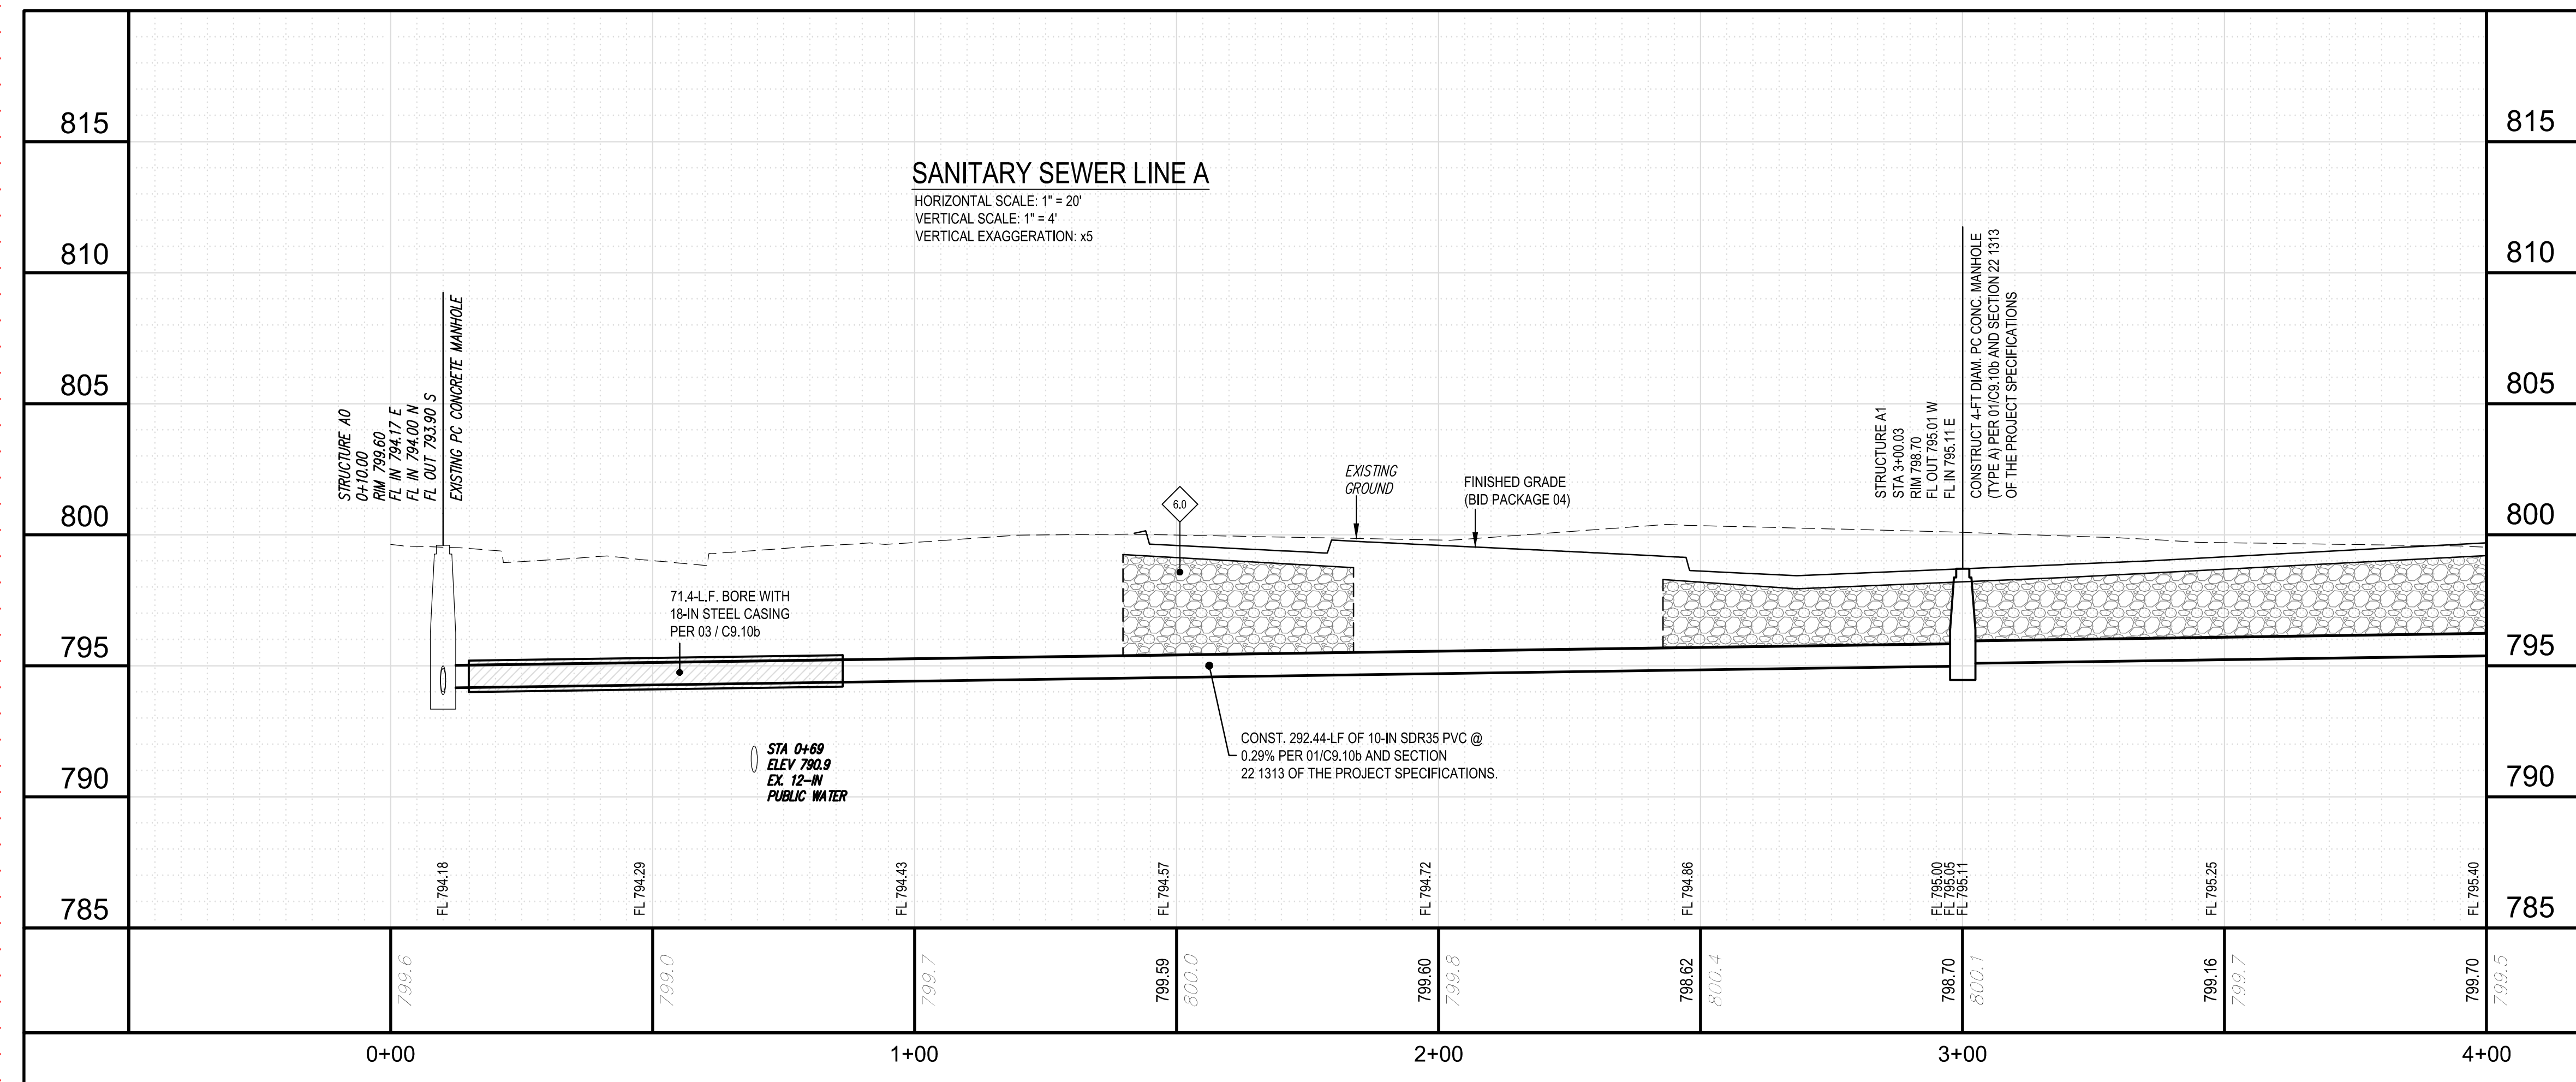 SANITARY SEWER LINE A
HORIZONTAL SCALE: 1" = 20'
VERTICAL SCALE: 1" = 4'
VERTICAL EXAGGERATION: x5
815
810
805
800
795
790
785
815
810
805
800
795
790
785
STRUCTURE A0
0+10.00
RIM 799.60
FL IN 794.17 E
FL IN 794.00 N
FL OUT 793.90 S
EXISTING PC CONCRETE MANHOLE
71.4-L.F. BORE WITH
18-IN STEEL CASING
PER 03 / C9.10b
STA 0+69
ELEV 790.9
EX. 12-IN
PUBLIC WATER
6.0
EXISTING
GROUND
FINISHED GRADE
(BID PACKAGE 04)
CONST. 292.44-LF OF 10-IN SDR35 PVC @
0.29% PER 01/C9.10b AND SECTION
22 1313 OF THE PROJECT SPECIFICATIONS.
STRUCTURE A1
STA 3+00.03
RIM 798.70
FL OUT 795.01 W
FL IN 795.11 E
CONSTRUCT 4-FT DIAM. PC CONC. MANHOLE
(TYPE A) PER 01/C9.10b AND SECTION 22 1313
OF THE PROJECT SPECIFICATIONS
FL 794.18
FL 794.29
FL 794.43
FL 794.57
FL 794.72
FL 794.86
FL 795.00
FL 795.05
FL 795.11
FL 795.25
FL 795.40
799.6
799.0
799.7
799.59
800.0
799.60
799.8
798.62
800.4
798.70
800.1
799.16
799.7
799.70
799.5
0+00
1+00
2+00
3+00
4+00